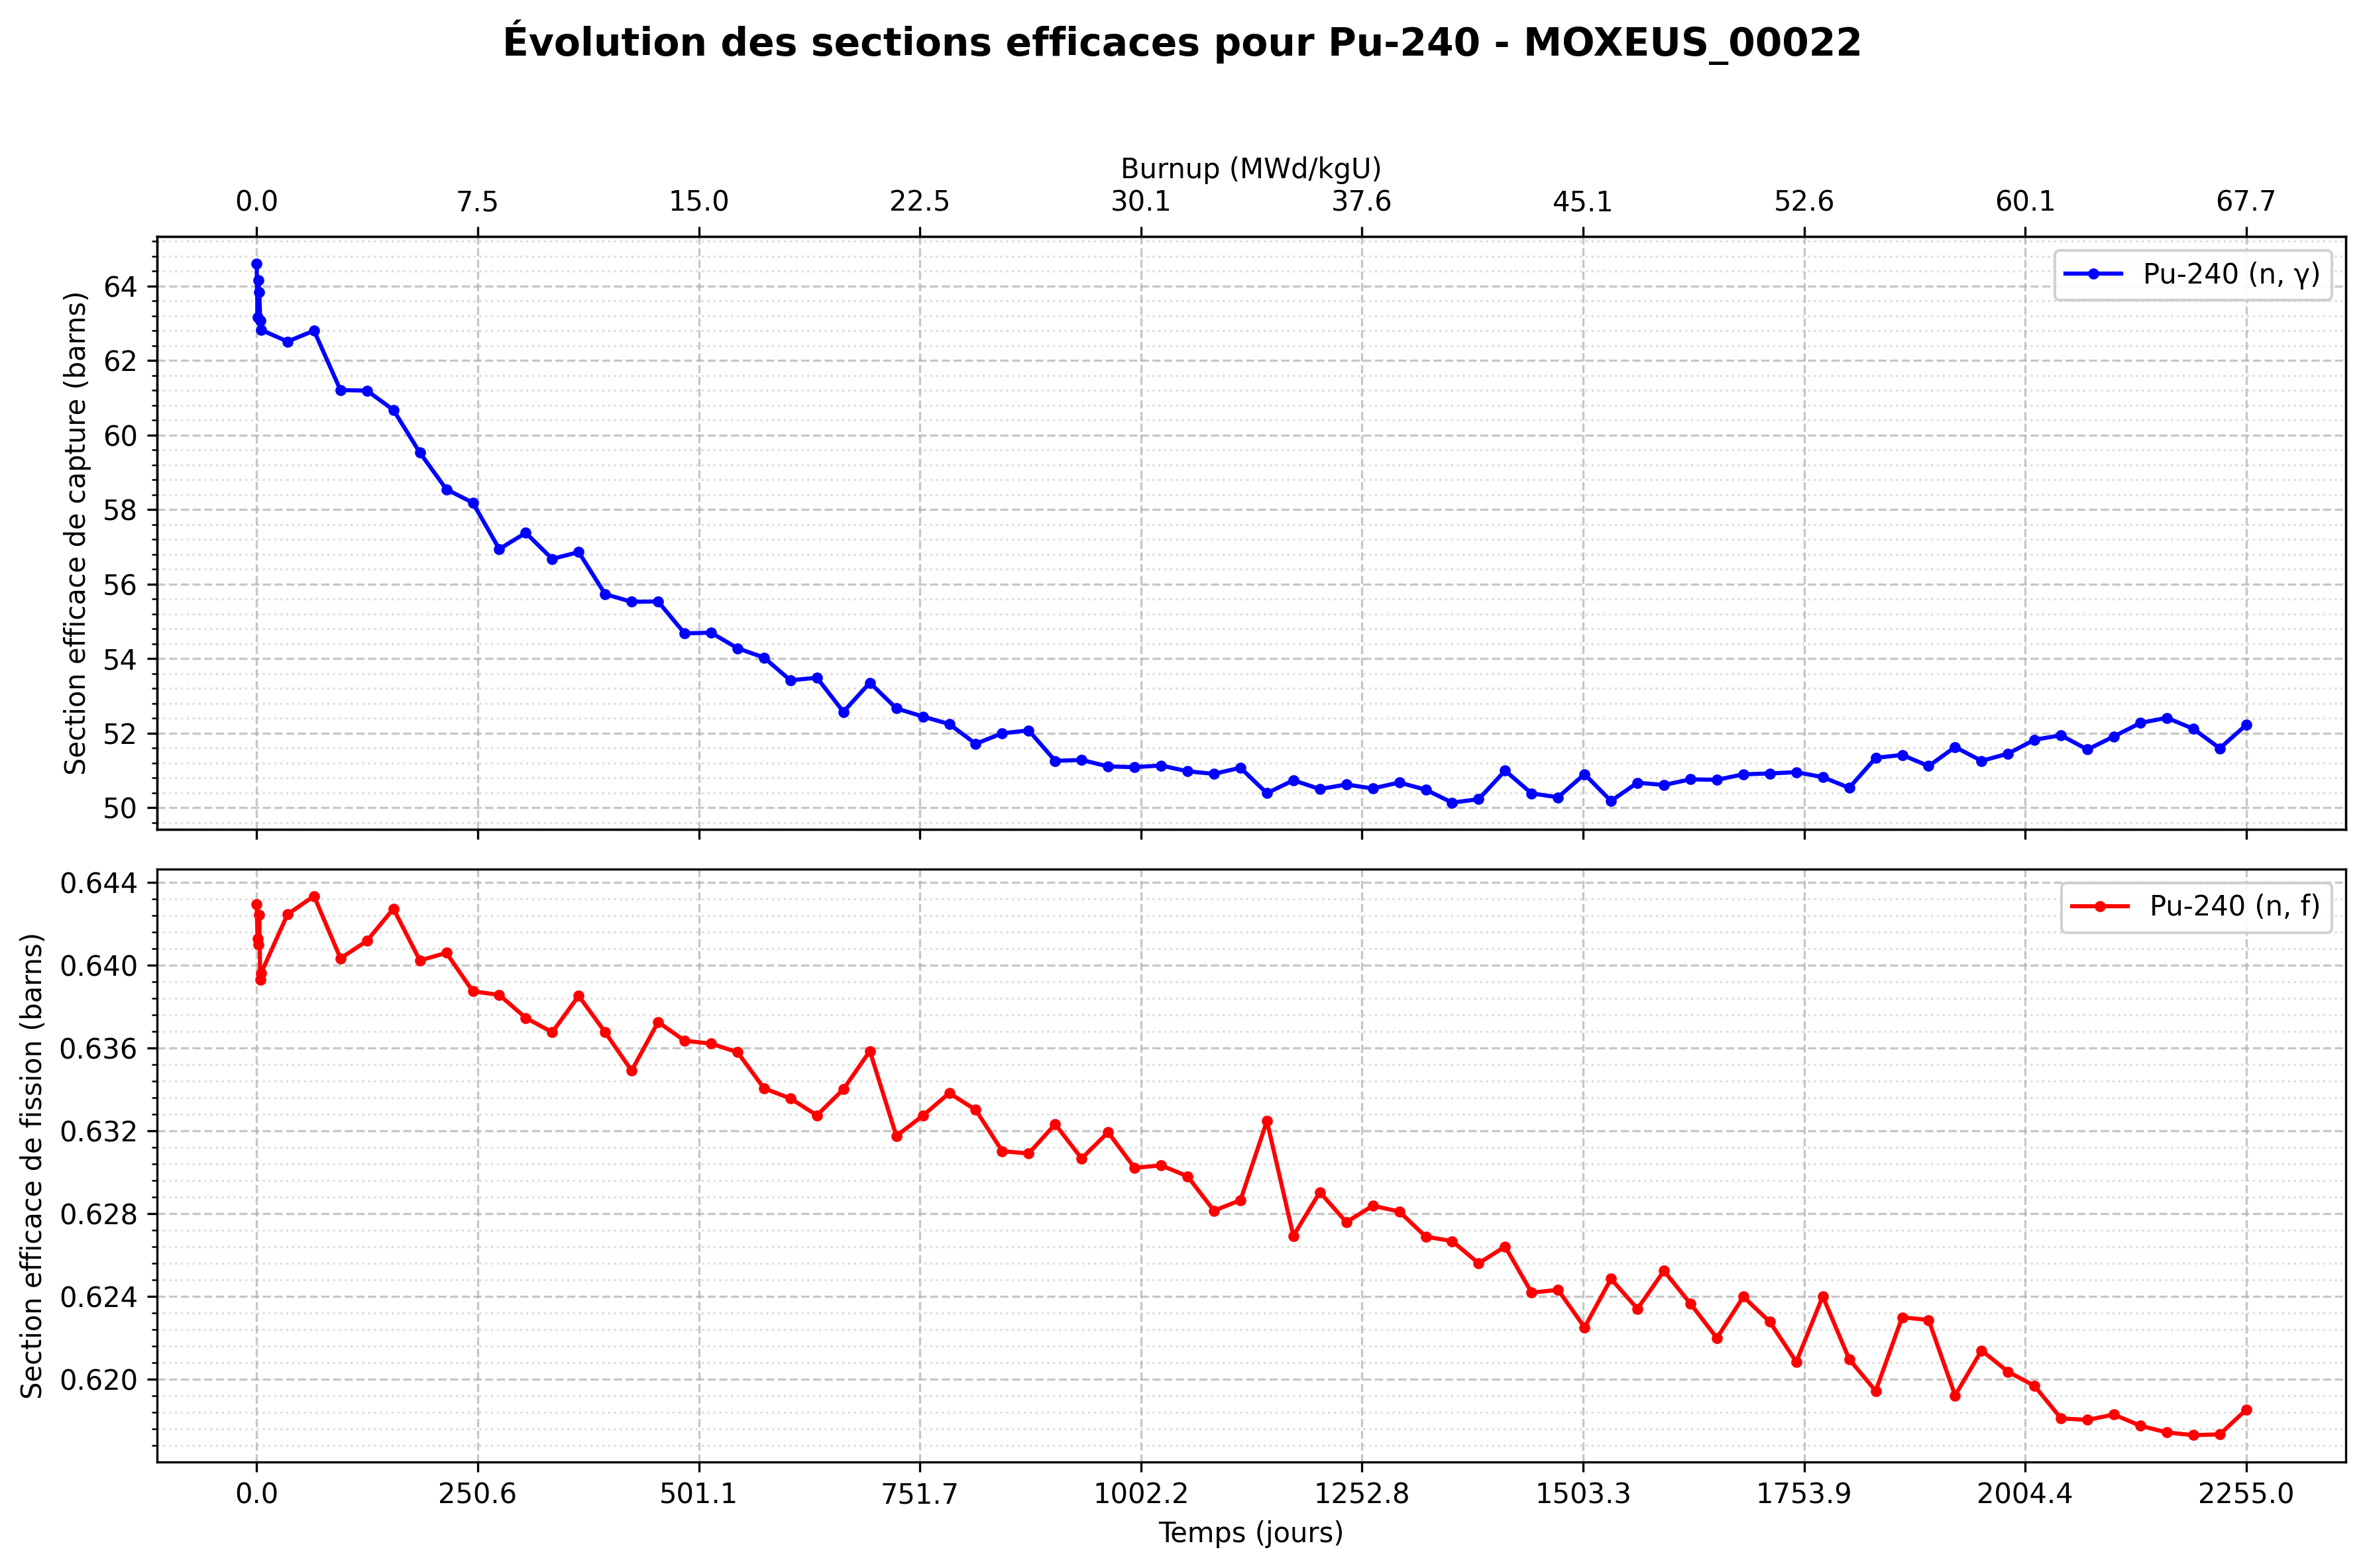 Évolution des sections efficaces pour Pu-240 - MOXEUS_00022
Burnup (MWd/kgU)
0.0 7.5 15.0 22.5 30.1 37.6 45.1 52.6 60.1 67.7
Section efficace de capture (barns)
64
62
60
58
56
54
52
50
Pu-240 (n, γ)
Section efficace de fission (barns)
0.644
0.640
0.636
0.632
0.628
0.624
0.620
Pu-240 (n, f)
0.0 250.6 501.1 751.7 1002.2 1252.8 1503.3 1753.9 2004.4 2255.0
Temps (jours)